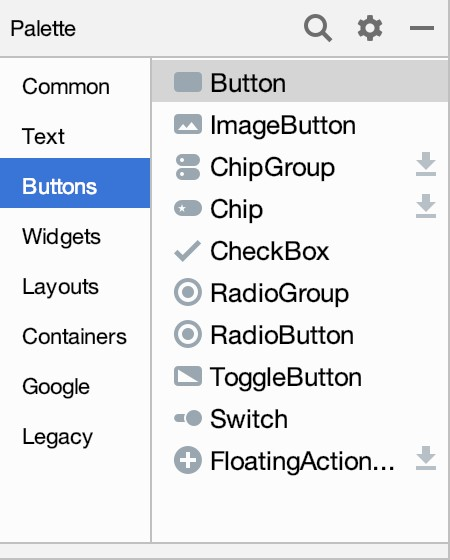 Palette
Common
Text
Buttons
Widgets
Layouts
Containers
Google
Legacy
Button
ImageButton
ChipGroup
Chip
CheckBox
RadioGroup
RadioButton
ToggleButton
Switch
FloatingAction...